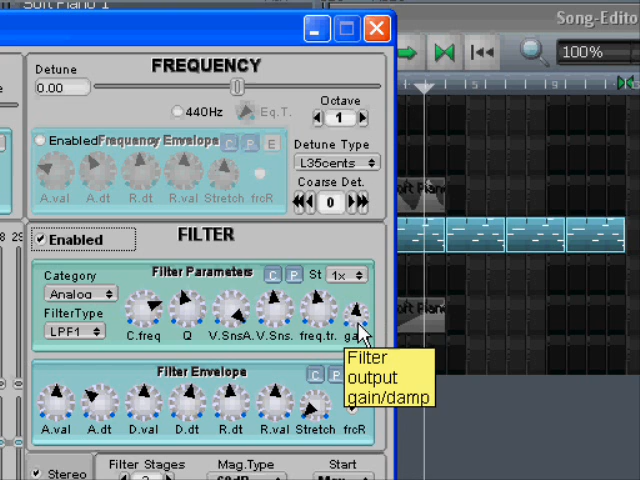 Soft Piano 1
Song-Edito
100%
5
9
Detune
FREQUENCY
0.00
440Hz
Eq.T.
Octave
1
Enabled Frequency Envelope
C P E
Detune Type
L35cents
Coarse Det.
0
A.val A.dt R.dt R.val Stretch frcR
Enabled
FILTER
Category
Filter Parameters
C P St 1x
Analog
FilterType
LPF1
C.freq Q V.SnsA. V.Sns. freq.tr.
Filter
output
gain/damp
Filter Envelope
C P
A.val A.dt D.val D.dt R.dt R.val Stretch frcR
Stereo
Filter Stages
Mag.Type
Start